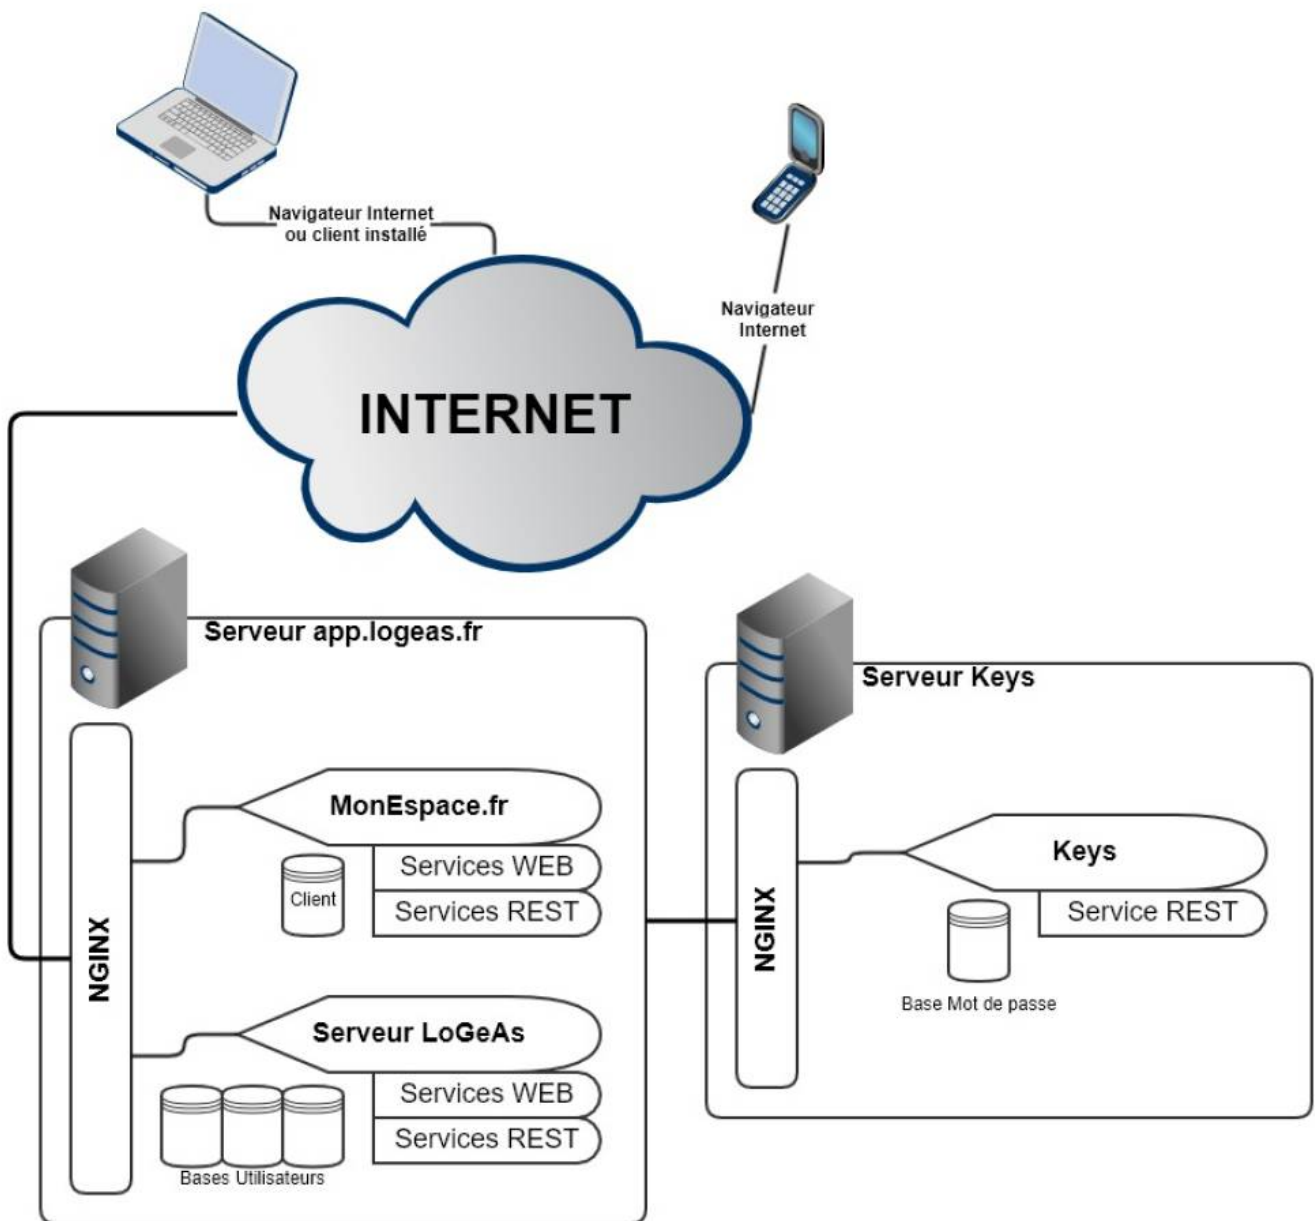 Navigateur Internet
ou client installé
Navigateur
Internet
INTERNET
Serveur app.logeas.fr
Serveur Keys
NGINX
MonEspace.fr
Services WEB
Services REST
Client
Serveur LoGeAs
Services WEB
Services REST
Bases Utilisateurs
NGINX
Keys
Service REST
Base Mot de passe